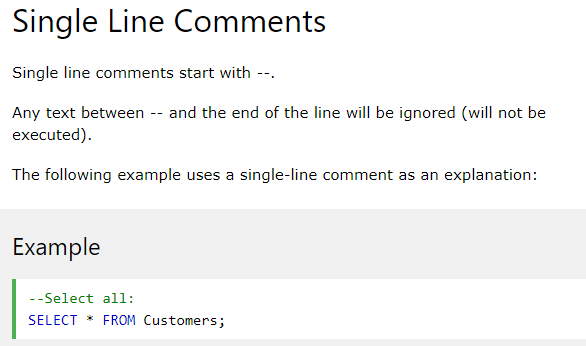 Single Line Comments
Single line comments start with --.
Any text between -- and the end of the line will be ignored (will not be
executed).
The following example uses a single-line comment as an explanation:
Example
--Select all:
SELECT * FROM Customers;